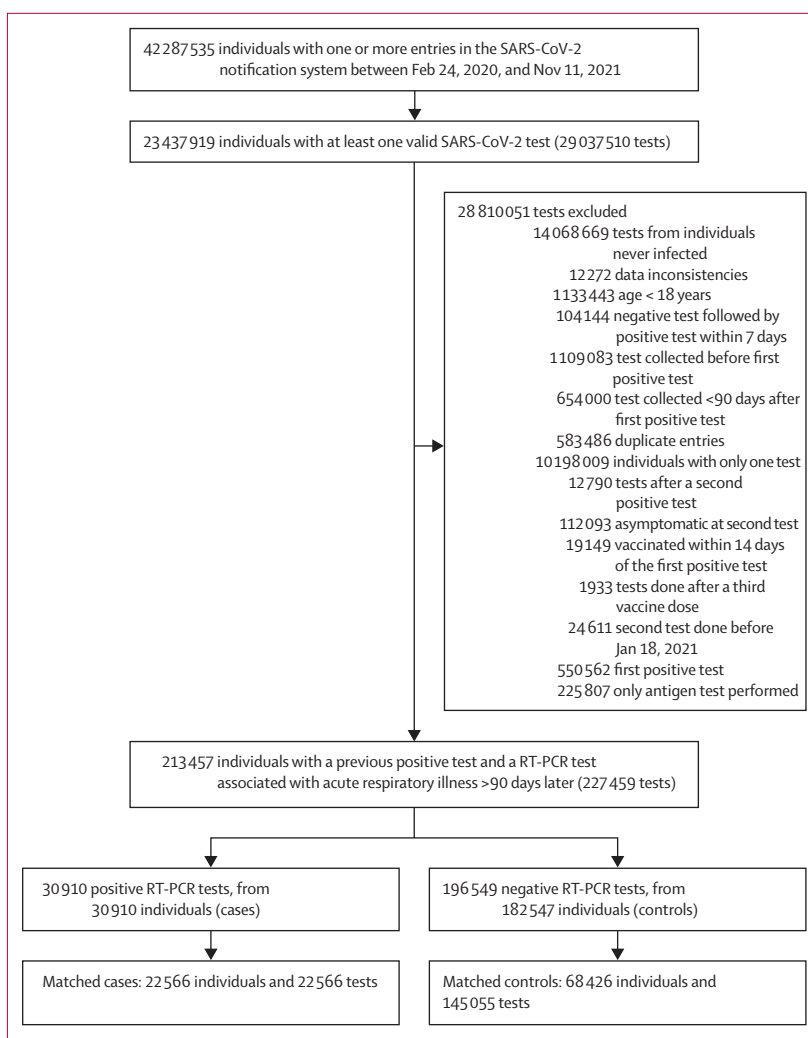 42 287 535 individuals with one or more entries in the SARS-CoV-2
notification system between Feb 24, 2020, and Nov 11, 2021
23 437 919 individuals with at least one valid SARS-CoV-2 test (29 037 510 tests)
28 810 051 tests excluded
14 068 669 tests from individuals
never infected
12 272 data inconsistencies
1 133 443 age < 18 years
104 144 negative test followed by
positive test within 7 days
1 109 083 test collected before first
positive test
654 000 test collected <90 days after
first positive test
583 486 duplicate entries
10 198 009 individuals with only one test
12 790 tests after a second
positive test
112 093 asymptomatic at second test
19 149 vaccinated within 14 days
of the first positive test
1933 tests done after a third
vaccine dose
24 611 second test done before
Jan 18, 2021
550 562 first positive test
225 807 only antigen test performed
213 457 individuals with a previous positive test and a RT-PCR test
associated with acute respiratory illness >90 days later (227 459 tests)
30 910 positive RT-PCR tests, from
30 910 individuals (cases)
196 549 negative RT-PCR tests, from
182 547 individuals (controls)
Matched cases: 22 566 individuals and 22 566 tests
Matched controls: 68 426 individuals and
145 055 tests